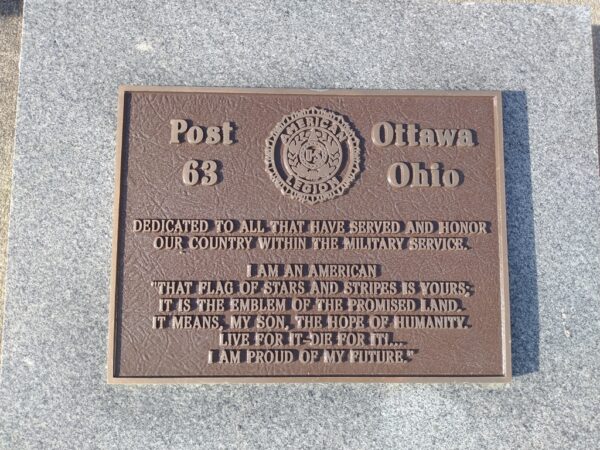 Post 63
AMERICAN LEGION
U.S.
Ottawa Ohio
DEDICATED TO ALL THAT HAVE SERVED AND HONOR
OUR COUNTRY WITHIN THE MILITARY SERVICE.
I AM AN AMERICAN
"THAT FLAG OF STARS AND STRIPES IS YOURS;
IT IS THE EMBLEM OF THE PROMISED LAND.
IT MEANS, MY SON, THE HOPE OF HUMANITY.
LIVE FOR IT-DIE FOR IT!...
I AM PROUD OF MY FUTURE."